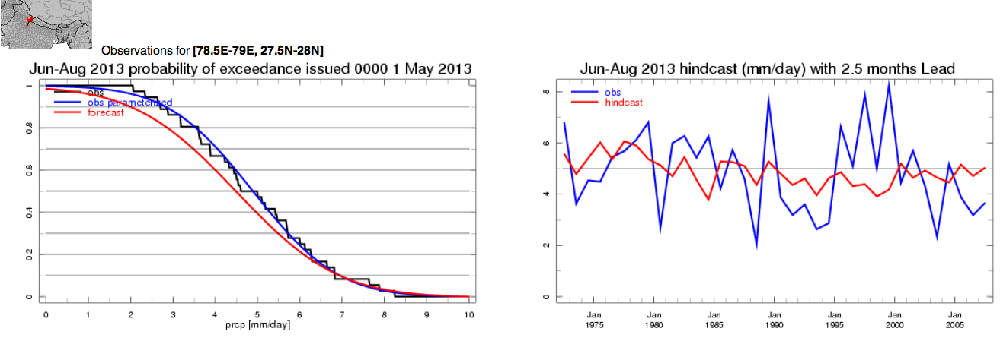 Observations for [78.5E-79E, 27.5N-28N]
Jun-Aug 2013 probability of exceedance issued 0000 1 May 2013
obs
obs parameterised
forecast
1
0.8
0.6
0.4
0.2
0
0 1 2 3 4 5 6 7 8 9 10
prcp [mm/day]
Jun-Aug 2013 hindcast (mm/day) with 2.5 months Lead
obs
hindcast
8
6
4
2
0
Jan Jan Jan Jan Jan Jan Jan
1975 1980 1985 1990 1995 2000 2005